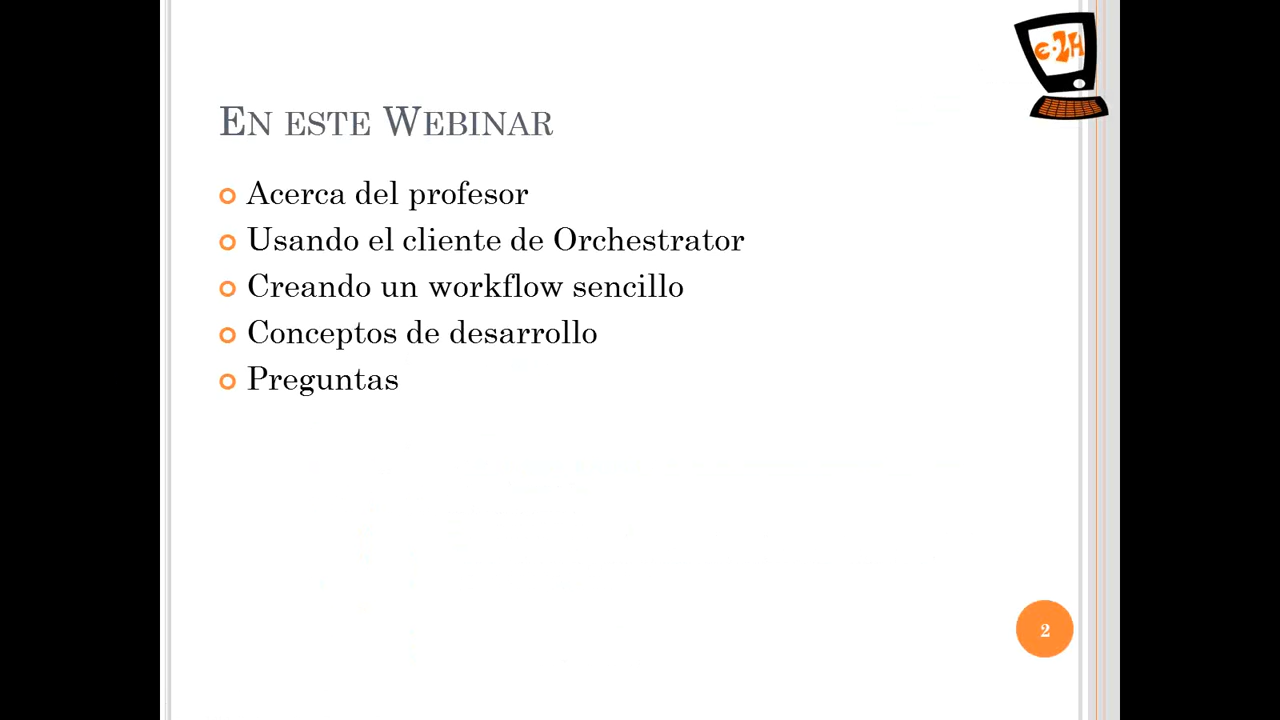 e-2H
En este Webinar
Acerca del profesor
Usando el cliente de Orchestrator
Creando un workflow sencillo
Conceptos de desarrollo
Preguntas
2